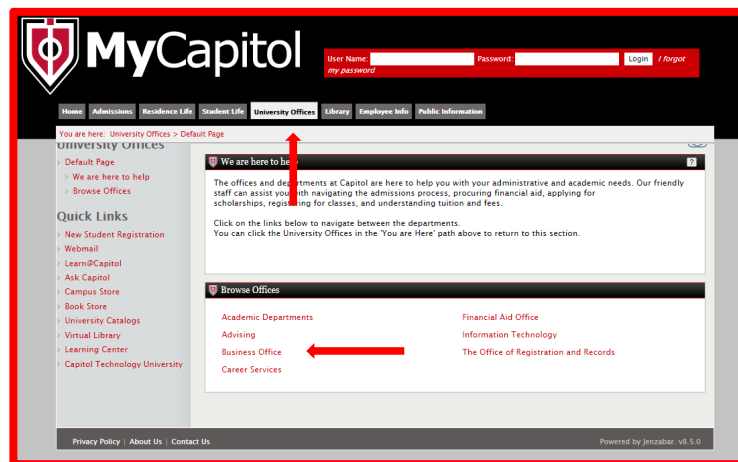 MyCapitol
User Name: Password: Login I forgot
my password
Home Admissions Residence Life Student Life University Offices Library Employee Info Public Information
You are here: University Offices > Default Page
University Offices
Default Page
We are here to help
Browse Offices
Quick Links
New Student Registration
Webmail
Learn@Capitol
Ask Capitol
Campus Store
Book Store
University Catalogs
Virtual Library
Learning Center
Capitol Technology University
We are here to help ?
The offices and departments at Capitol are here to help you with your administrative and academic needs. Our friendly
staff can assist you with navigating the admissions process, procuring financial aid, applying for
scholarships, registering for classes, and understanding tuition and fees.
Click on the links below to navigate between the departments.
You can click the University Offices in the 'You are Here' path above to return to this section.
Browse Offices
Academic Departments
Advising
Business Office
Career Services
Financial Aid Office
Information Technology
The Office of Registration and Records
Privacy Policy | About Us | Contact Us
Powered by Jenzabar. v8.5.0